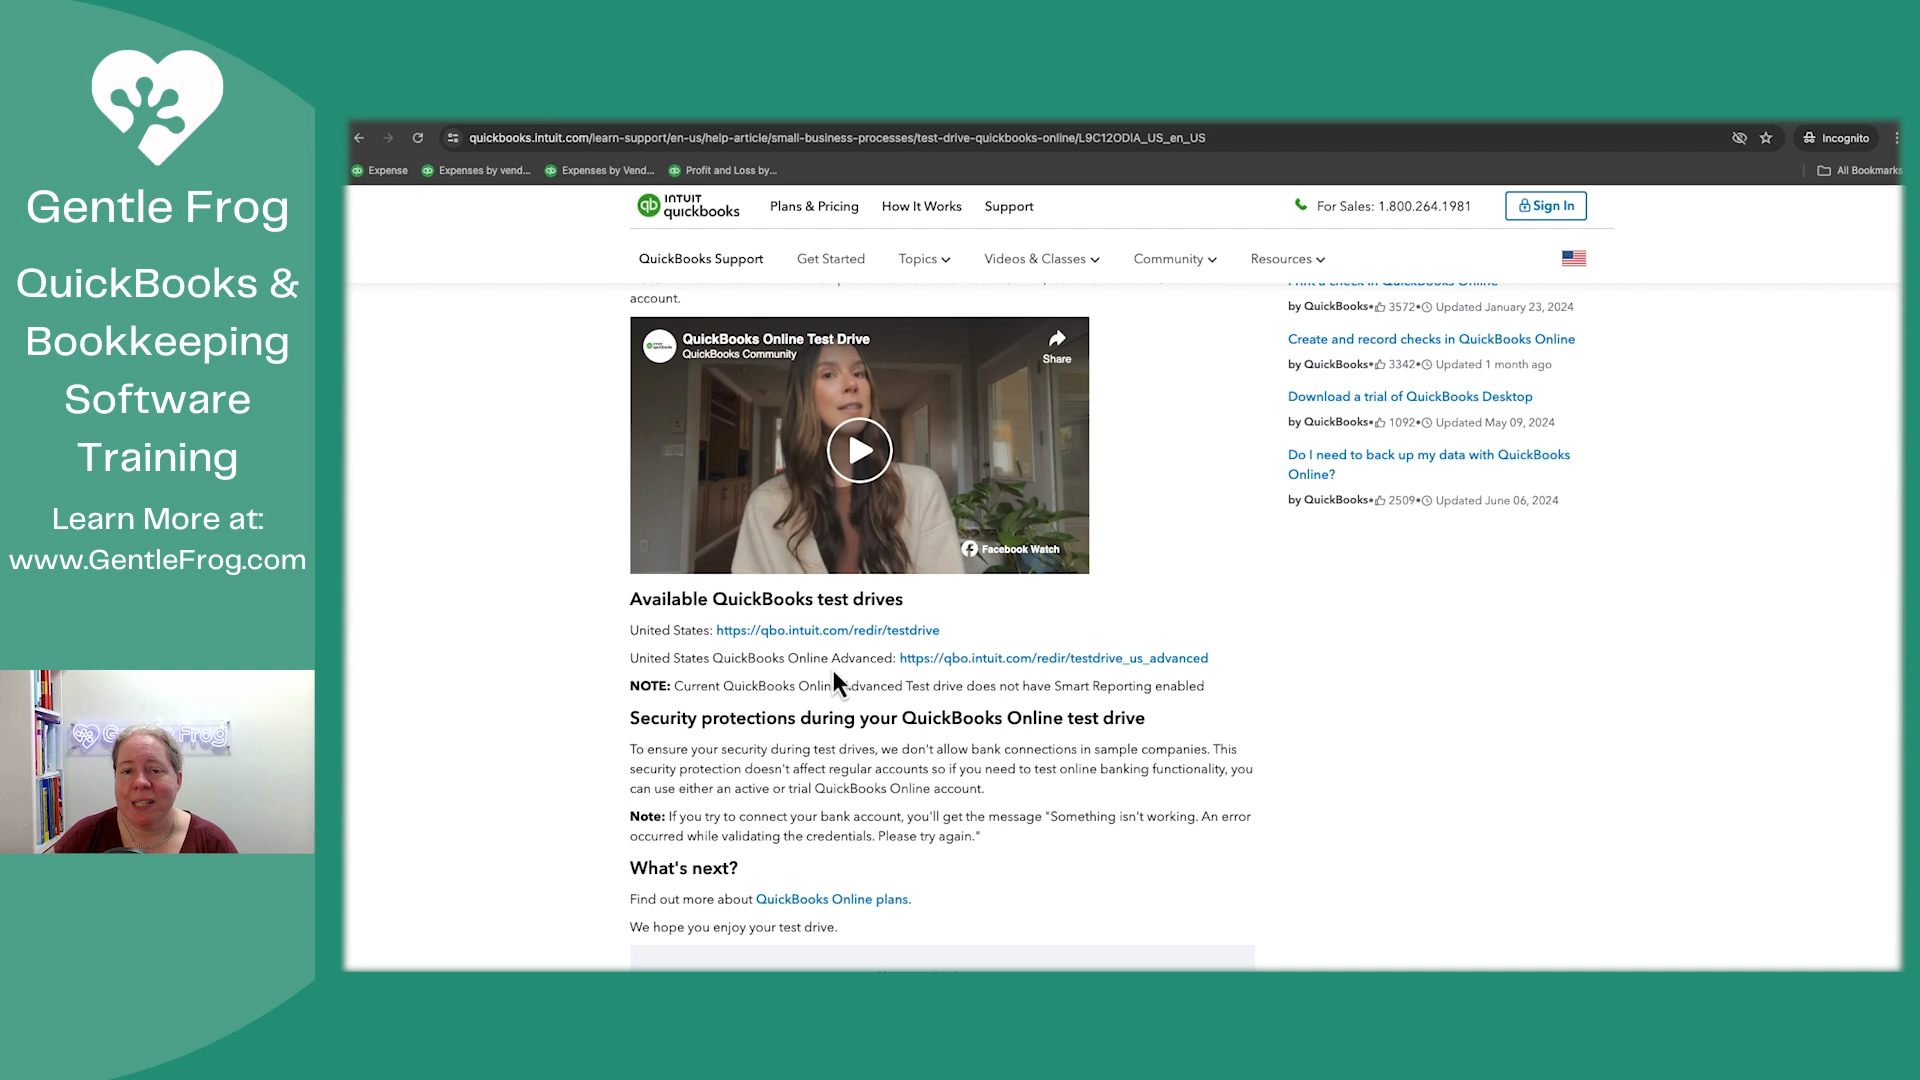 Gentle Frog
QuickBooks &
Bookkeeping
Software
Training
Learn More at:
www.GentleFrog.com
Gentle Frog
quickbooks.intuit.com/learn-support/en-us/help-article/small-business-processes/test-drive-quickbooks-online/L9C12ODIA_US_en_US
Incognito
Expense
Expenses by vend...
Expenses by Vend...
Profit and Loss by...
All Bookmarks
qb INTUIT quickbooks
Plans & Pricing
How It Works
Support
For Sales: 1.800.264.1981
Sign In
QuickBooks Support
Get Started
Topics
Videos & Classes
Community
Resources
account.
QuickBooks Online Test Drive
QuickBooks Community
Share
Facebook Watch
Available QuickBooks test drives
United States: https://qbo.intuit.com/redir/testdrive
United States QuickBooks Online Advanced: https://qbo.intuit.com/redir/testdrive_us_advanced
NOTE: Current QuickBooks Online Advanced Test drive does not have Smart Reporting enabled
Security protections during your QuickBooks Online test drive
To ensure your security during test drives, we don't allow bank connections in sample companies. This
security protection doesn't affect regular accounts so if you need to test online banking functionality, you
can use either an active or trial QuickBooks Online account.
Note: If you try to connect your bank account, you'll get the message "Something isn't working. An error
occurred while validating the credentials. Please try again."
What's next?
Find out more about QuickBooks Online plans.
We hope you enjoy your test drive.
Print a check in QuickBooks Online
by QuickBooks•3572•Updated January 23, 2024
Create and record checks in QuickBooks Online
by QuickBooks•3342•Updated 1 month ago
Download a trial of QuickBooks Desktop
by QuickBooks•1092•Updated May 09, 2024
Do I need to back up my data with QuickBooks
Online?
by QuickBooks•2509•Updated June 06, 2024